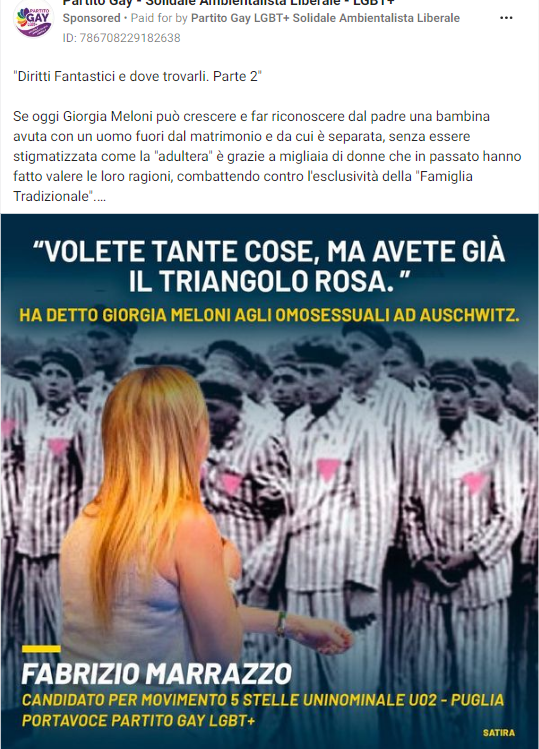 Partito Gay - Solidale Ambientalista Liberale - LGBT+
Sponsored • Paid for by Partito Gay LGBT+ Solidale Ambientalista Liberale
ID: 786708229182638
PARTITO
GAY
"Diritti Fantastici e dove trovarli. Parte 2"
Se oggi Giorgia Meloni può crescere e far riconoscere dal padre una bambina
avuta con un uomo fuori dal matrimonio e da cui è separata, senza essere
stigmatizzata come la "adultera" è grazie a migliaia di donne che in passato hanno
fatto valere le loro ragioni, combattendo contro l'esclusività della "Famiglia
Tradizionale"....
“VOLETE TANTE COSE, MA AVETE GIÀ
IL TRIANGOLO ROSA. ”
HA DETTO GIORGIA MELONI AGLI OMOSESSUALI AD AUSCHWITZ.
FABRIZIO MARRAZZO
CANDIDATO PER MOVIMENTO 5 STELLE UNINOMINALE U02 - PUGLIA
PORTAVOCE PARTITO GAY LGBT+
SATIRA